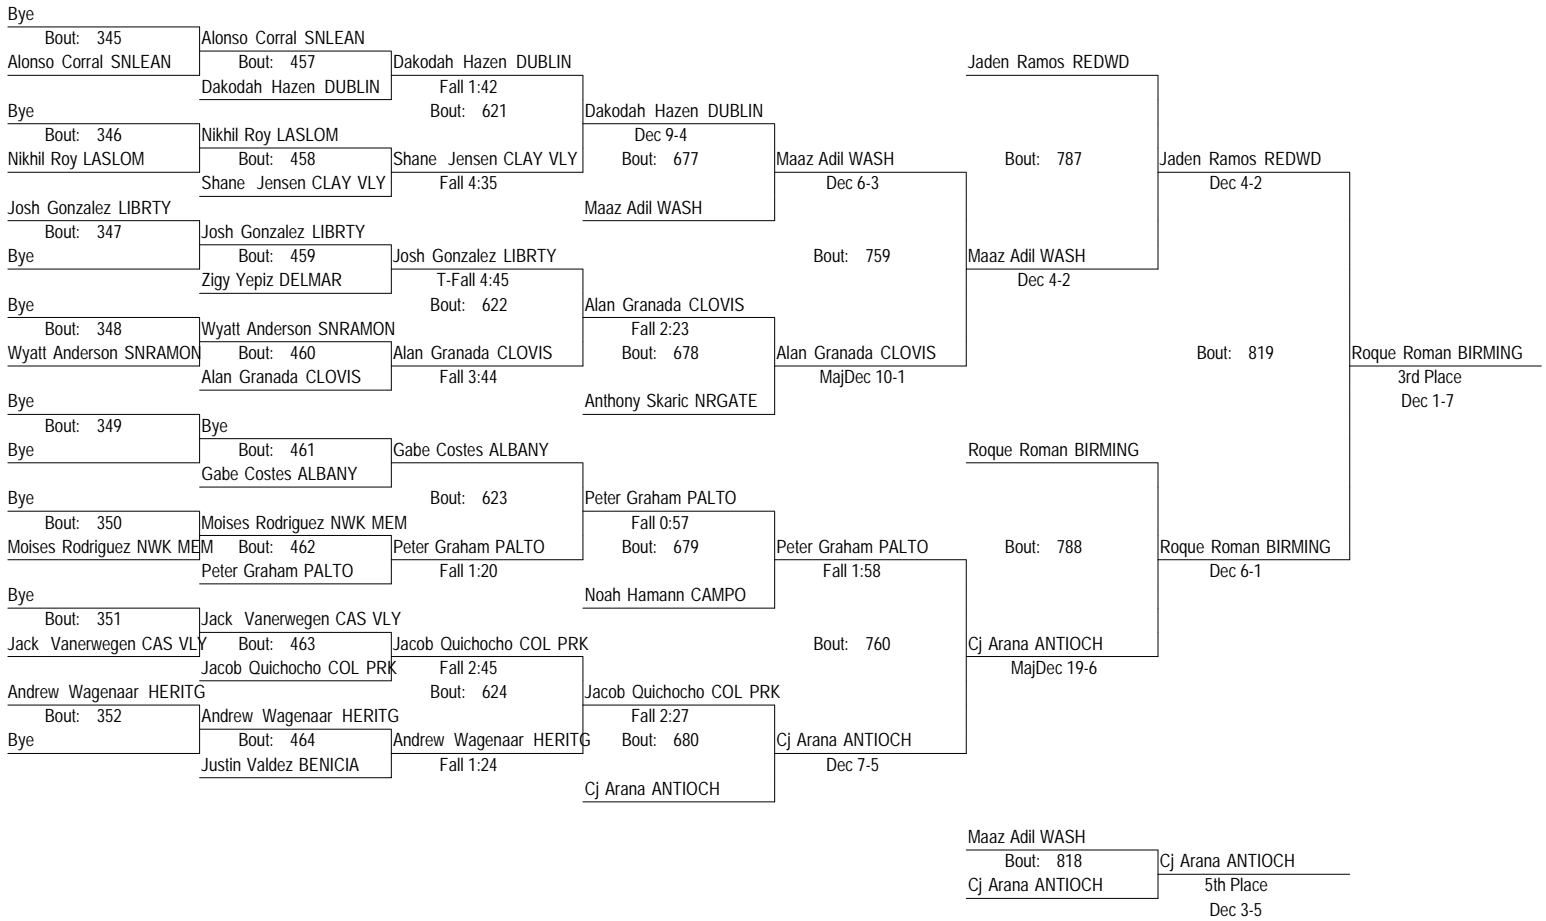 Bye
Bout: 345
Alonso Corral SNLEAN
Bye
Bout: 346
Nikhil Roy LASLOM
Josh Gonzalez LIBRTY
Bout: 347
Bye
Bye
Bout: 348
Wyatt Anderson SNRAMON
Bye
Bout: 349
Bye
Bye
Bout: 350
Moises Rodriguez NWK MEM
Bye
Bout: 351
Jack Vanerwegen CAS VLY
Andrew Wagenaar HERITG
Bout: 352
Bye
Alonso Corral SNLEAN
Bout: 457
Dakodah Hazen DUBLIN
Nikhil Roy LASLOM
Bout: 458
Shane Jensen CLAY VLY
Josh Gonzalez LIBRTY
Bout: 459
Zigy Yepiz DELMAR
Wyatt Anderson SNRAMON
Bout: 460
Alan Granada CLOVIS
Bye
Bout: 461
Gabe Costes ALBANY
Moises Rodriguez NWK MEM
Bout: 462
Peter Graham PALTO
Jack Vanerwegen CAS VLY
Bout: 463
Jacob Quichocho COL PRK
Andrew Wagenaar HERITG
Bout: 464
Justin Valdez BENICIA
Dakodah Hazen DUBLIN
Fall 1:42
Bout: 621
Shane Jensen CLAY VLY
Fall 4:35
Josh Gonzalez LIBRTY
T-Fall 4:45
Bout: 622
Alan Granada CLOVIS
Fall 3:44
Gabe Costes ALBANY
Bout: 623
Peter Graham PALTO
Fall 1:20
Jacob Quichocho COL PRK
Fall 2:45
Bout: 624
Andrew Wagenaar HERITG
Fall 1:24
Dakodah Hazen DUBLIN
Dec 9-4
Bout: 677
Maaz Adil WASH
Alan Granada CLOVIS
Fall 2:23
Bout: 678
Anthony Skaric NRGATE
Peter Graham PALTO
Fall 0:57
Bout: 679
Noah Hamann CAMPO
Jacob Quichocho COL PRK
Fall 2:27
Bout: 680
Cj Arana ANTIOCH
Maaz Adil WASH
Dec 6-3
Bout: 759
Alan Granada CLOVIS
MajDec 10-1
Peter Graham PALTO
Fall 1:58
Bout: 760
Cj Arana ANTIOCH
Dec 7-5
Jaden Ramos REDWD
Bout: 787
Maaz Adil WASH
Dec 4-2
Roque Roman BIRMING
Bout: 788
Cj Arana ANTIOCH
MajDec 19-6
Jaden Ramos REDWD
Dec 4-2
Bout: 819
Roque Roman BIRMING
Dec 6-1
Roque Roman BIRMING
3rd Place
Dec 1-7
Maaz Adil WASH
Bout: 818
Cj Arana ANTIOCH
Cj Arana ANTIOCH
5th Place
Dec 3-5